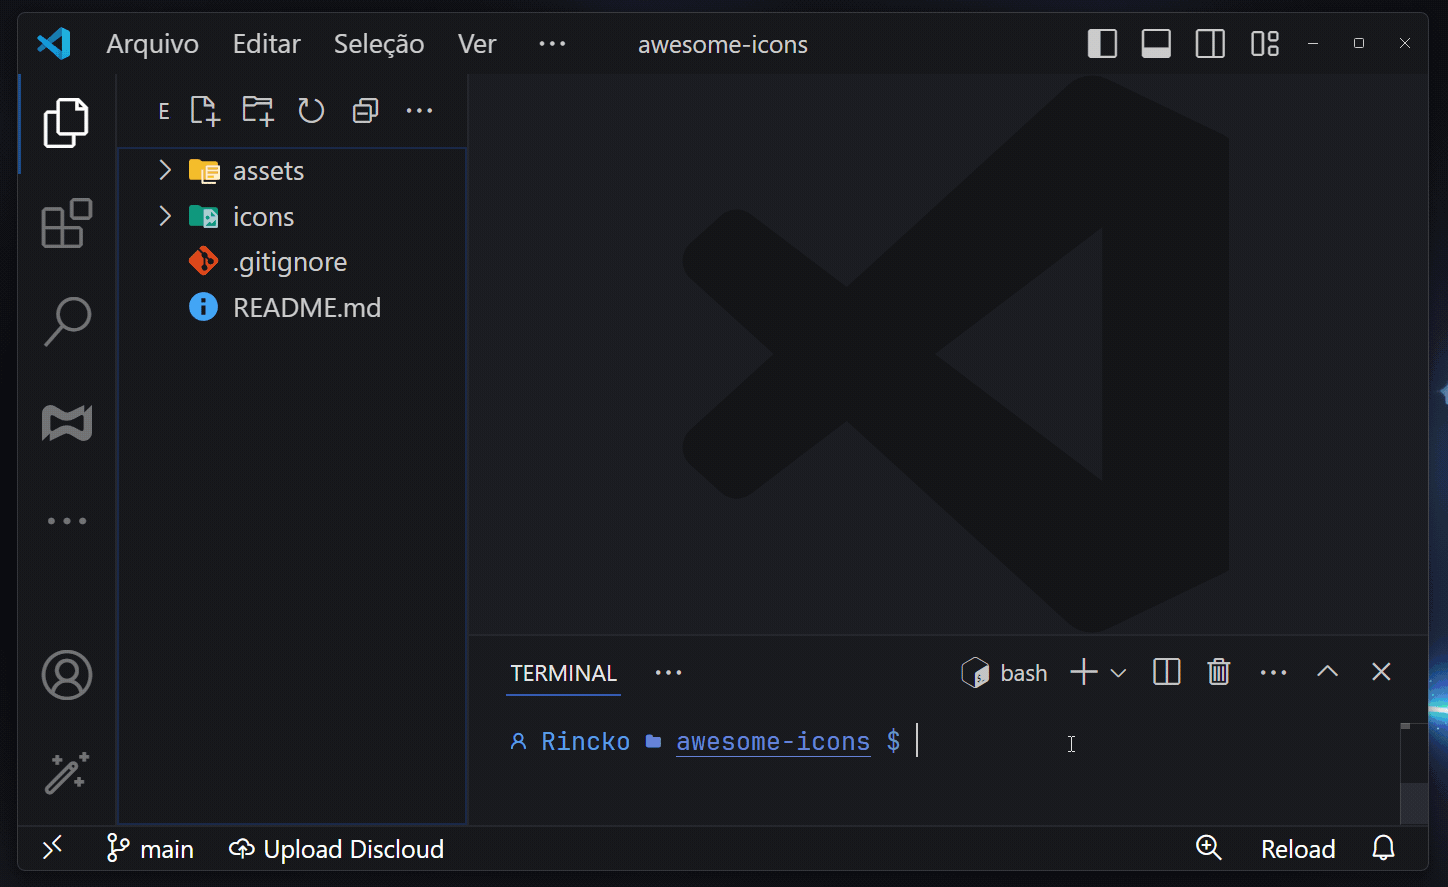 Arquivo Editar Seleção Ver ··· awesome-icons
E
assets
icons
.gitignore
README.md
TERMINAL ··· bash
Rincko awesome-icons $
main Upload Discloud Reload